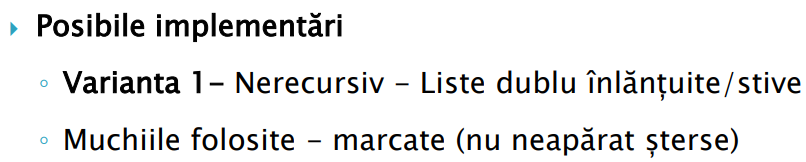 Posibile implementări
Varianta 1– Nerecursiv – Liste dublu înlănțuite/stive
Muchiile folosite – marcate (nu neapărat șterse)